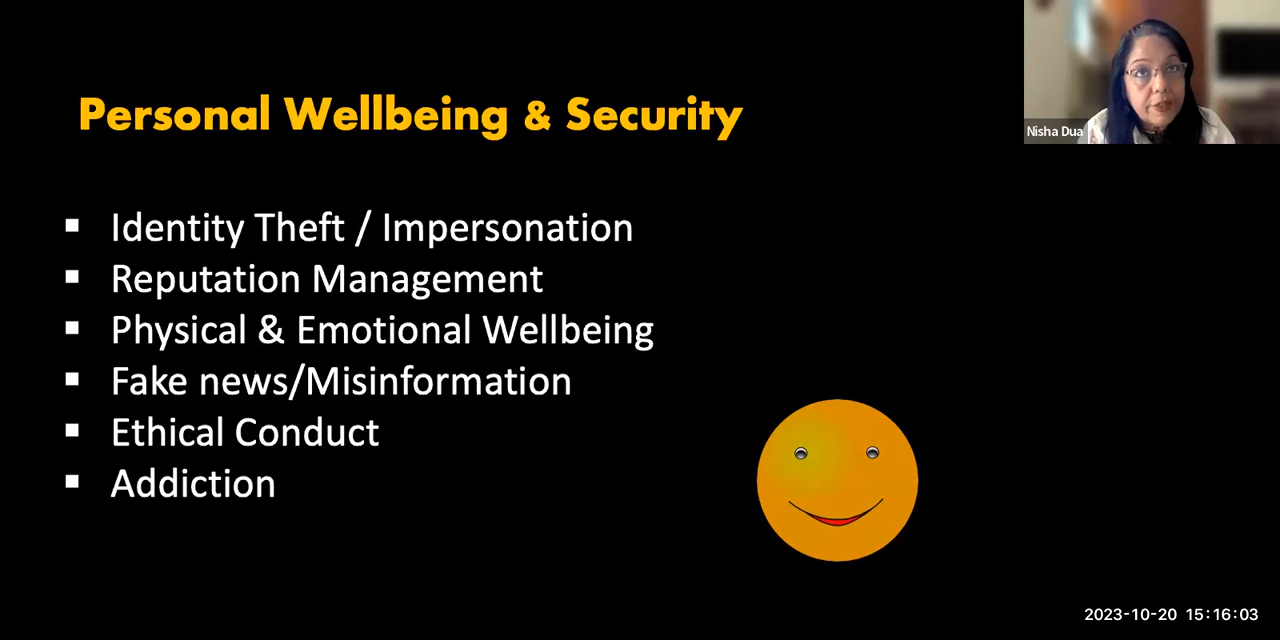 Personal Wellbeing & Security
Nisha Dua
▪ Identity Theft / Impersonation
▪ Reputation Management
▪ Physical & Emotional Wellbeing
▪ Fake news/Misinformation
▪ Ethical Conduct
▪ Addiction
2023-10-20 15:16:03